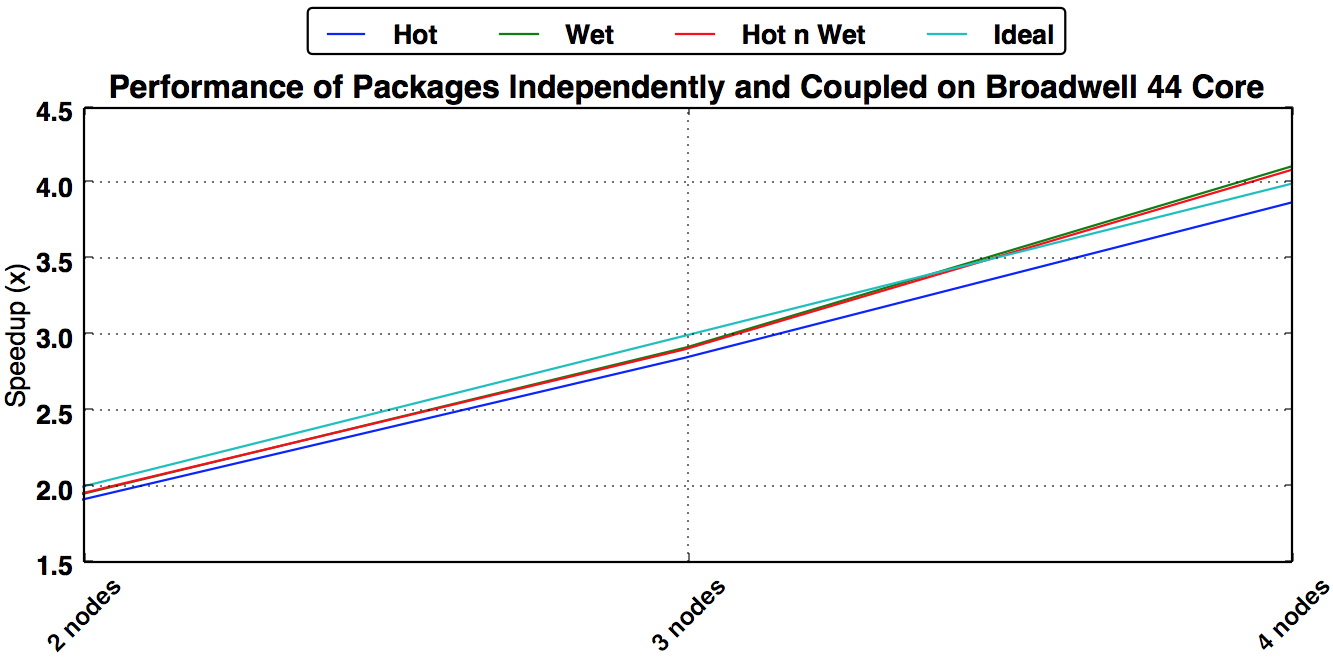 Hot Wet Hot n Wet Ideal
Performance of Packages Independently and Coupled on Broadwell 44 Core
4.5
4.0
3.5
3.0
2.5
2.0
1.5
Speedup (x)
2 nodes
3 nodes
4 nodes